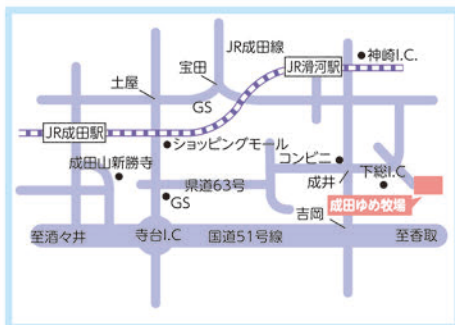 JR成田線
神崎I.C.
宝田
JR滑河駅
土屋
GS
JR成田駅
ショッピングモール
コンビニ
成田山新勝寺
下総I.C
県道63号
成井
GS
成田ゆめ牧場
吉岡
至酒々井
寺台I.C
国道51号線
至香取